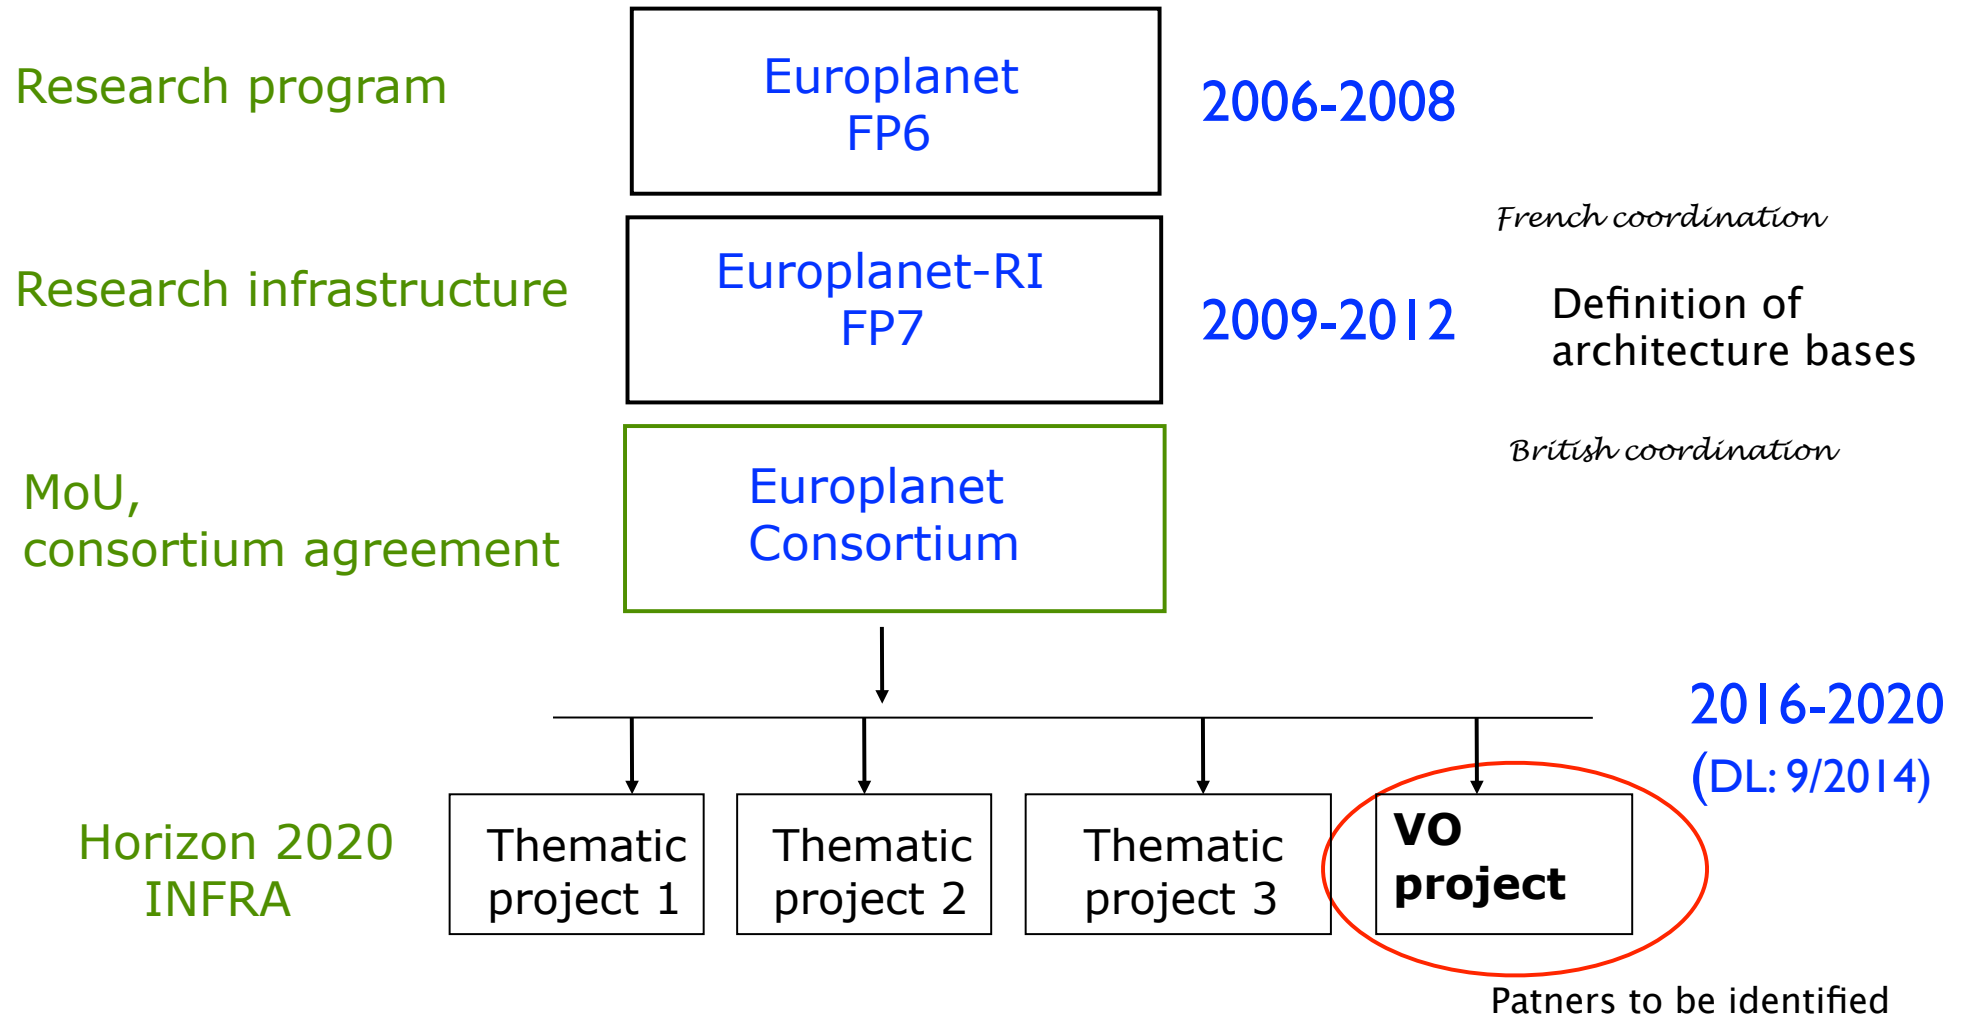 Research program
Europlanet
FP6
2006-2008
French coordination
Research infrastructure
Europlanet-RI
FP7
2009-2012
Definition of
architecture bases
British coordination
MoU,
consortium agreement
Europlanet
Consortium
2016-2020
(DL: 9/2014)
Horizon 2020
INFRA
Thematic
project 1
Thematic
project 2
Thematic
project 3
VO
project
Patners to be identified